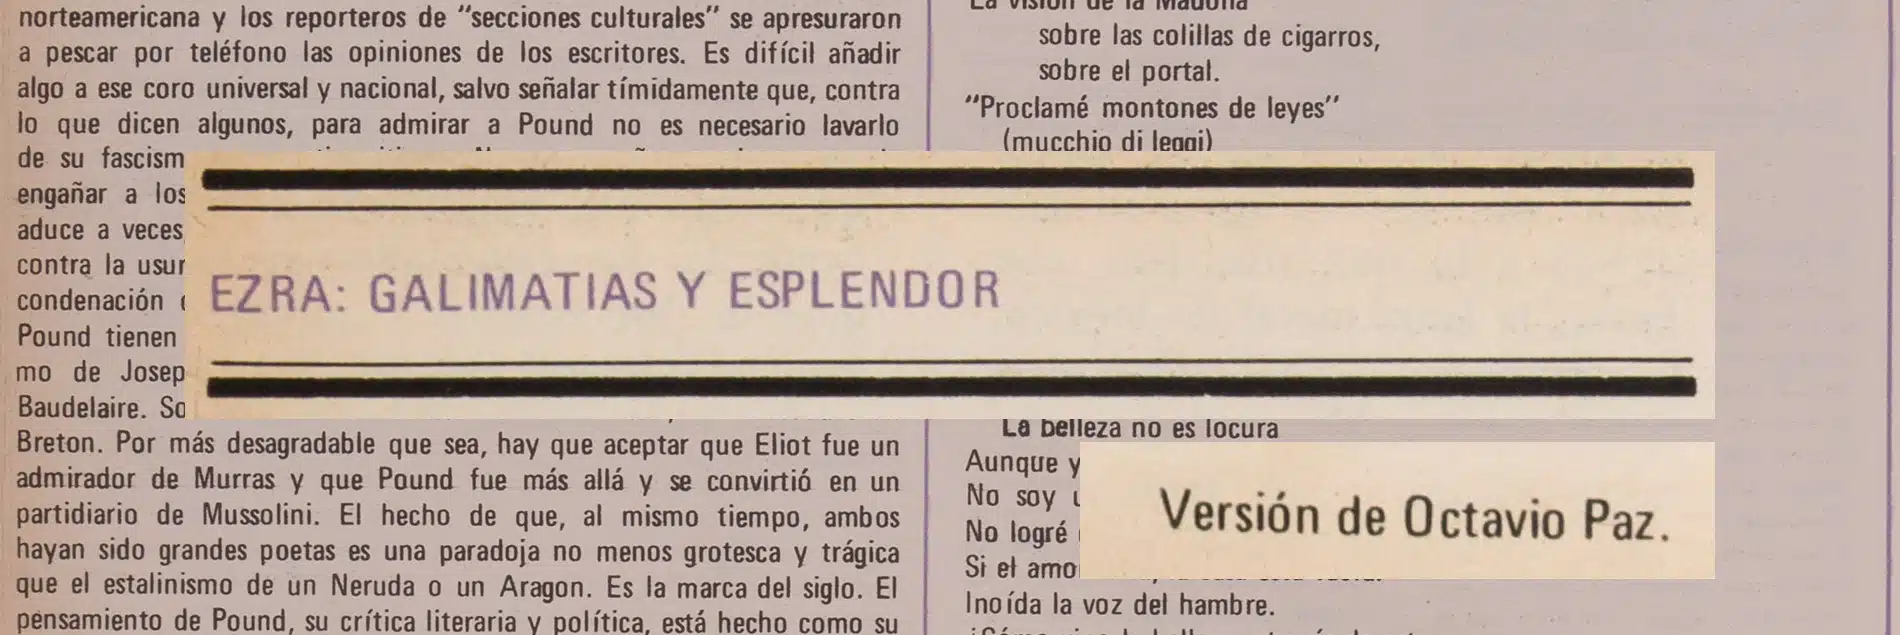 norteamericana y los reporteros de “secciones culturales” se apresuraron
a pescar por teléfono las opiniones de los escritores. Es difícil añadir
algo a ese coro universal y nacional, salvo señalar tímidamente que, contra
lo que dicen algunos, para admirar a Pound no es necesario lavarlo
de su fascism
engañar a los
aduce a veces
contra la usur
condenación
Pound tienen
mo de Josep
Baudelaire. So
Breton. Por más desagradable que sea, hay que aceptar que Eliot fue un
admirador de Murras y que Pound fue más allá y se convirtió en un
partidiario de Mussolini. El hecho de que, al mismo tiempo, ambos
hayan sido grandes poetas es una paradoja no menos grotesca y trágica
que el estalinismo de un Neruda o un Aragon. Es la marca del siglo. El
pensamiento de Pound, su crítica literaria y política, está hecho como su
La visión de la Madona
sobre las colillas de cigarros,
sobre el portal.
“Proclamé montones de leyes”
(mucchio di leggi)
EZRA: GALIMATIAS Y ESPLENDOR
La belleza no es locura
Aunque y
No soy
No logré
Si el amo
Inoída la voz del hambre.
Versión de Octavio Paz.